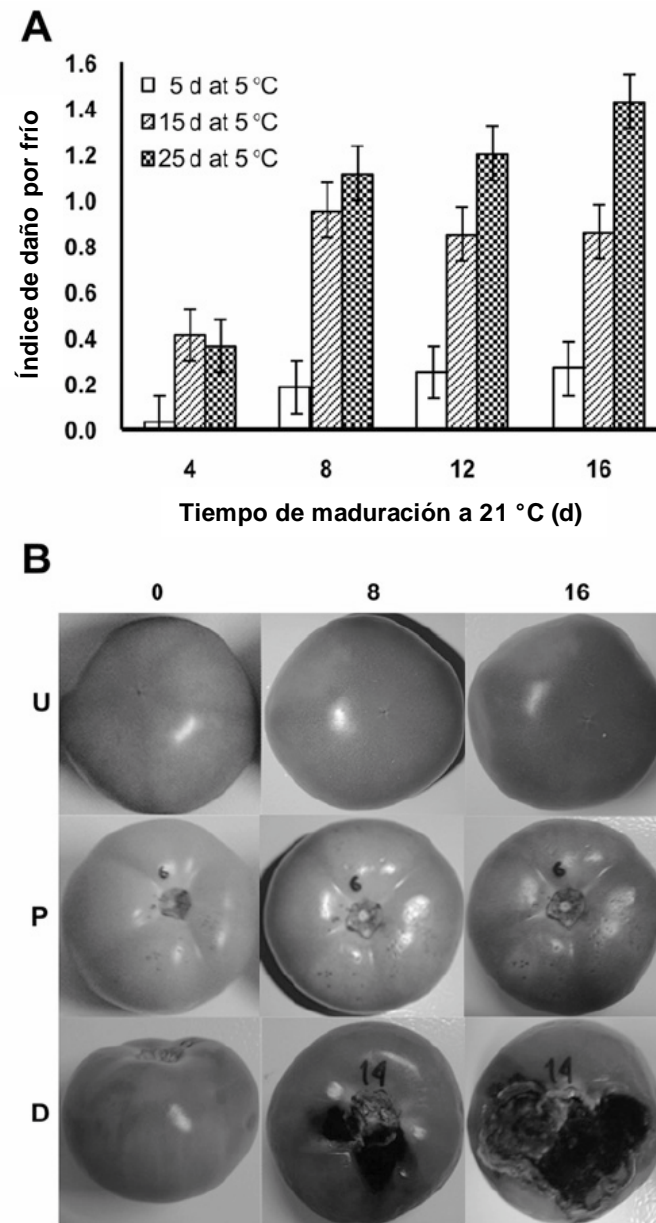 A
1.6
1.4
1.2
1.0
0.8
0.6
0.4
0.2
0.0
Índice de daño por frío
5 d at 5 °C
15 d at 5 °C
25 d at 5 °C
4 8 12 16
Tiempo de maduración a 21 °C (d)
B
0 8 16
U
P
6 6 6
D
14 14